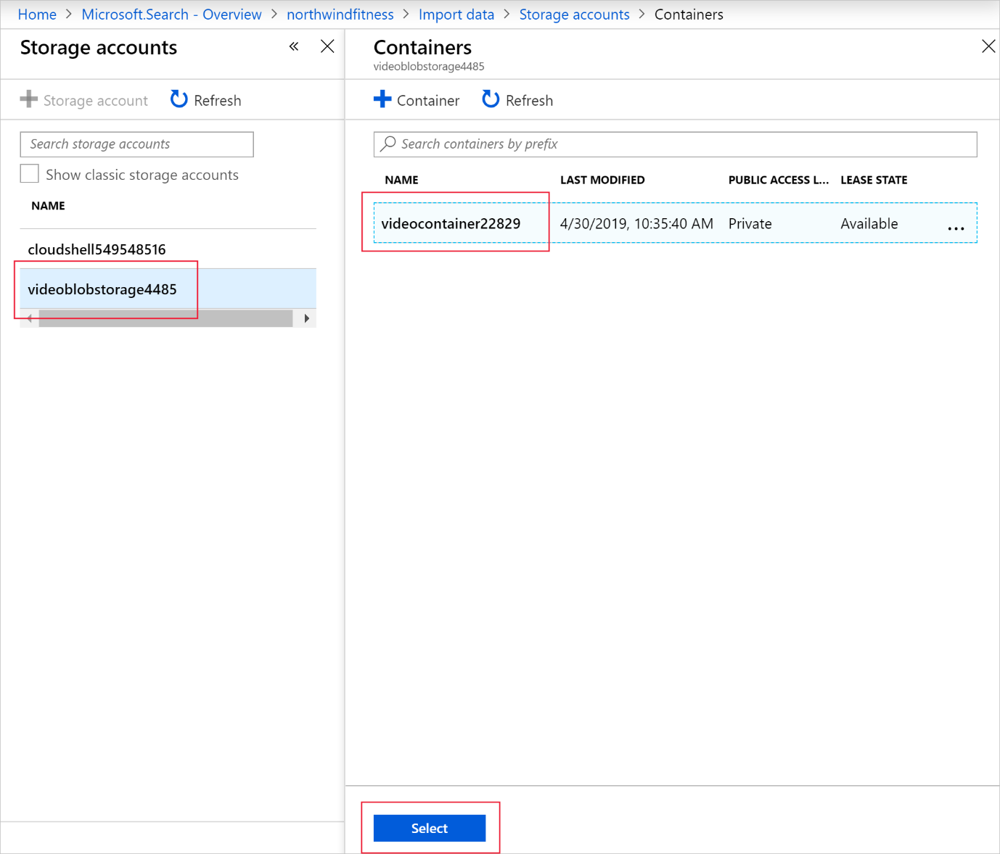 Home > Microsoft.Search - Overview > northwindfitness > Import data > Storage accounts > Containers
Storage accounts
Storage account Refresh
Search storage accounts
Show classic storage accounts
NAME
cloudshell549548516
videoblobstorage4485
Containers
videoblobstorage4485
Container Refresh
Search containers by prefix
NAME LAST MODIFIED PUBLIC ACCESS L... LEASE STATE
videocontainer22829 4/30/2019, 10:35:40 AM Private Available ...
Select